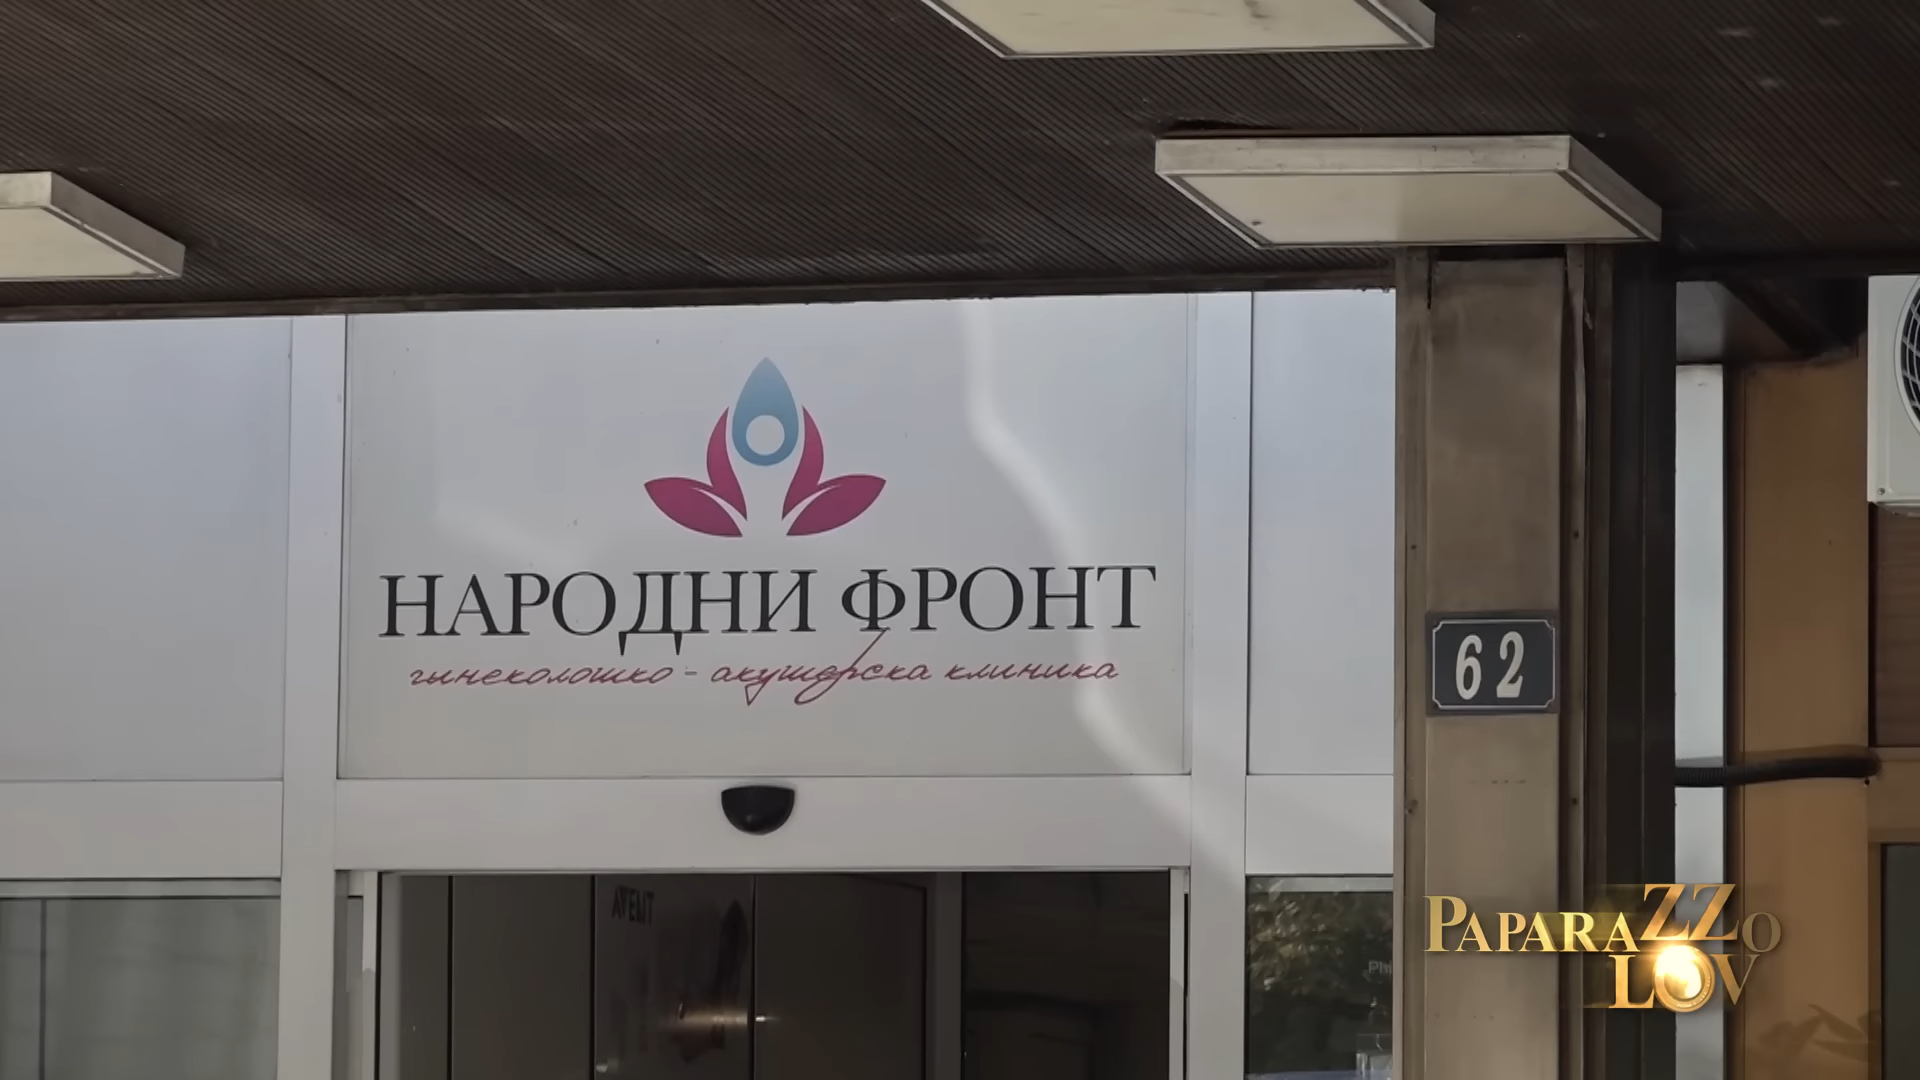 НАРОДНИ ФРОНТ
гинеколошко - акушерска клиника
62
AVENT
PAPARAZZO
LOV